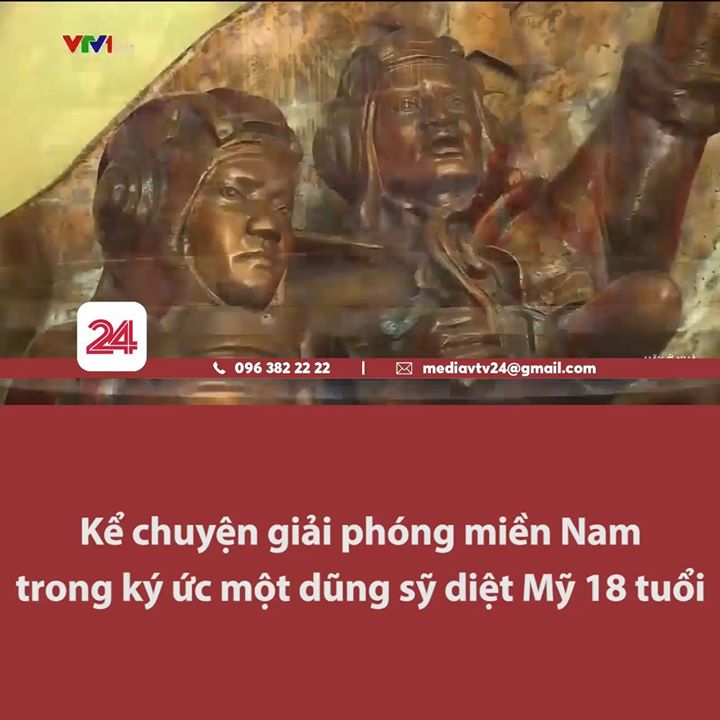 VTV1
24
096 382 22 22 | mediavtv24@gmail.com
Kể chuyện giải phóng miền Nam
trong ký ức một dũng sỹ diệt Mỹ 18 tuổi